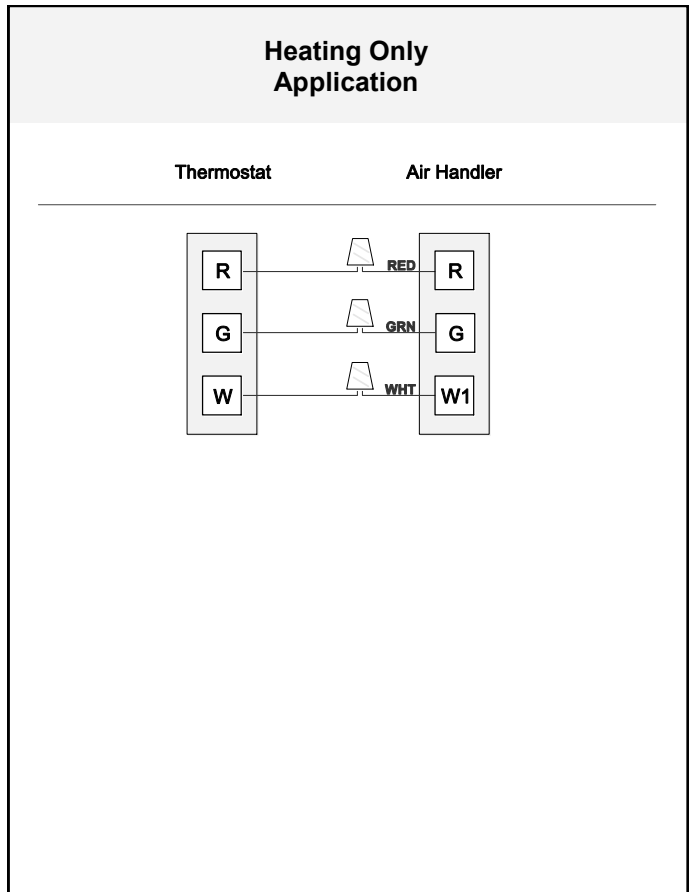 Heating Only
Application
Thermostat Air Handler
R RED R
G GRN G
W WHT W1